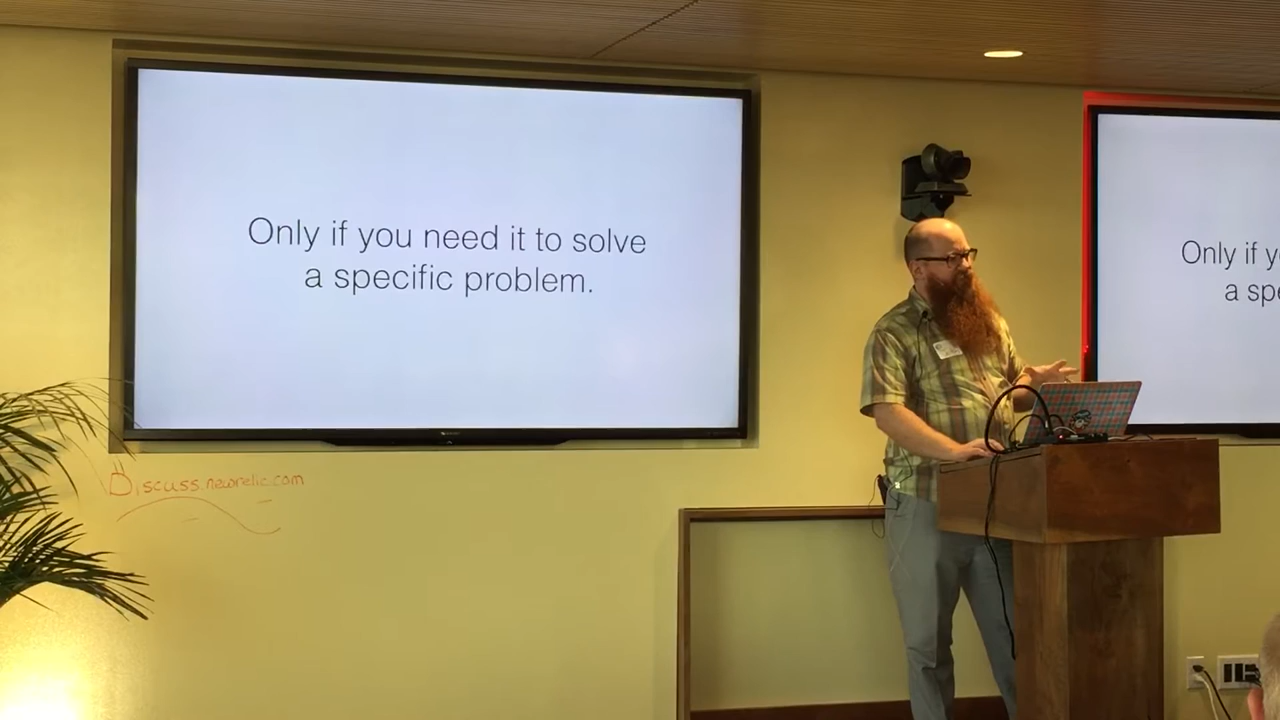 Only if you need it to solve
a specific problem.
Only if y
a spe
Discuss.newrelic.com